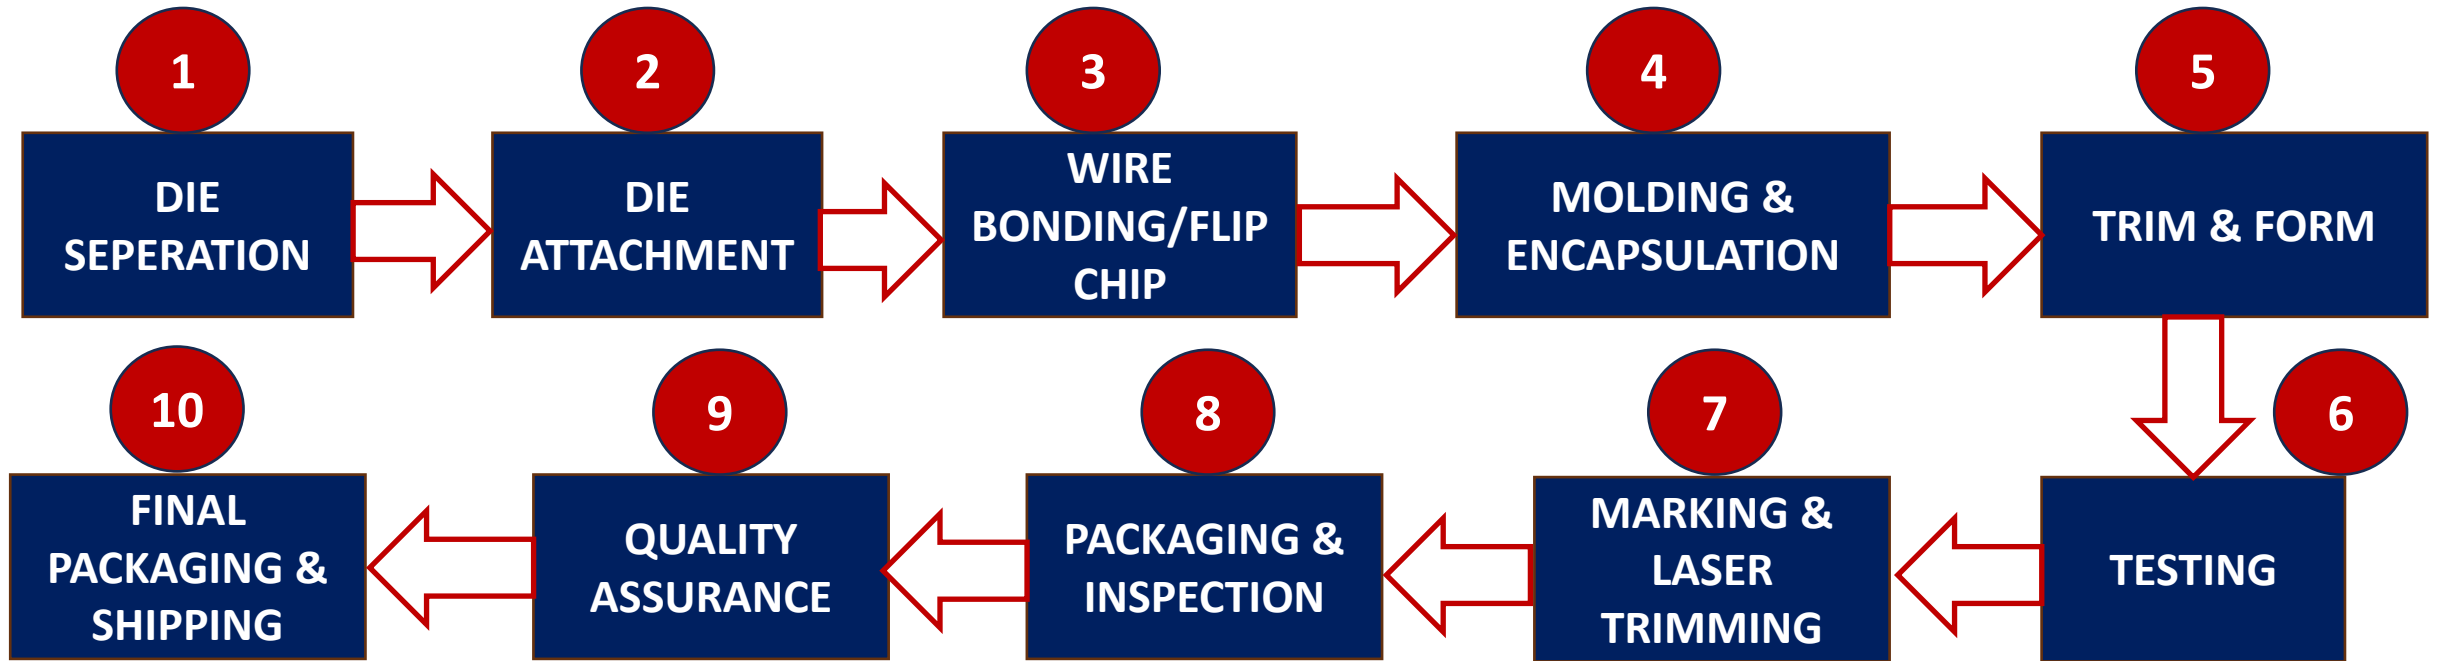 1
DIE
SEPERATION
2
DIE
ATTACHMENT
3
WIRE
BONDING/FLIP
CHIP
4
MOLDING &
ENCAPSULATION
5
TRIM & FORM
6
TESTING
7
MARKING &
LASER
TRIMMING
8
PACKAGING &
INSPECTION
9
QUALITY
ASSURANCE
10
FINAL
PACKAGING &
SHIPPING